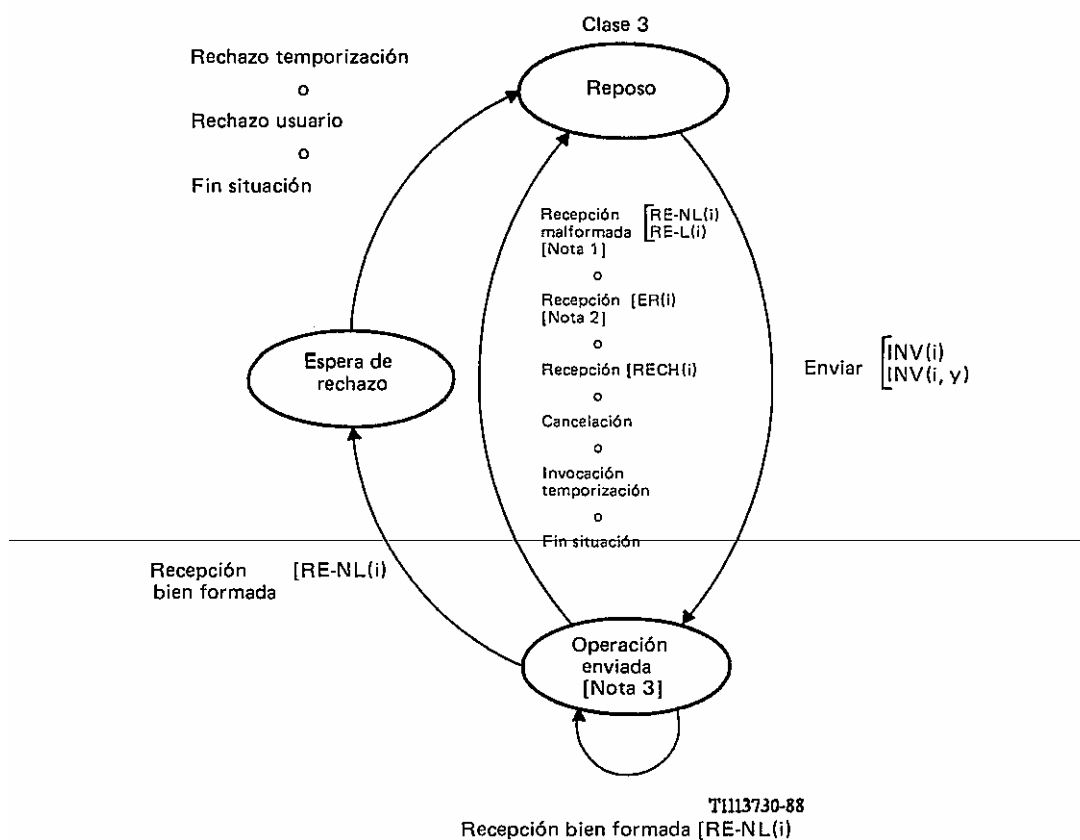 Clase 3
Rechazo temporización
o
Rechazo usuario
o
Fin situación
Reposo
Recepción [RE-NL(i)
malformada [RE-L(i)
[Nota 1]
o
Recepción [ER(i)
[Nota 2]
o
Recepción [RECH(i)
o
Cancelación
o
Invocación
temporización
o
Fin situación
Enviar [INV(i)
[INV(i, y)
Espera de
rechazo
Recepción [RE-NL(i)
bien formada
Operación
enviada
[Nota 3]
T1113730-88
Recepción bien formada [RE-NL(i)